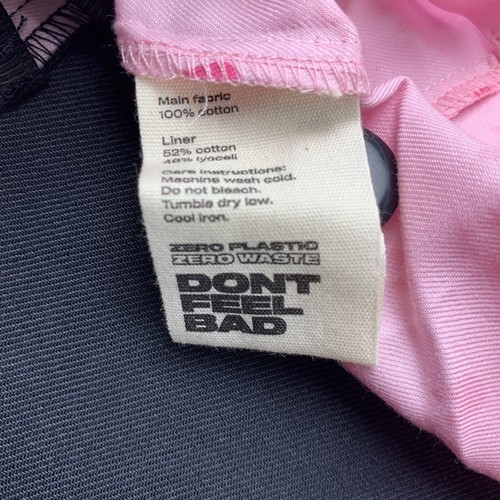 Main fabric
100% cotton
Liner
52% cotton
48% lyocell
Care instructions:
Machine wash cold.
Do not bleach.
Tumble dry low.
Cool iron.
ZERO PLASTIC
ZERO WASTE
DONT
FEEL
BAD